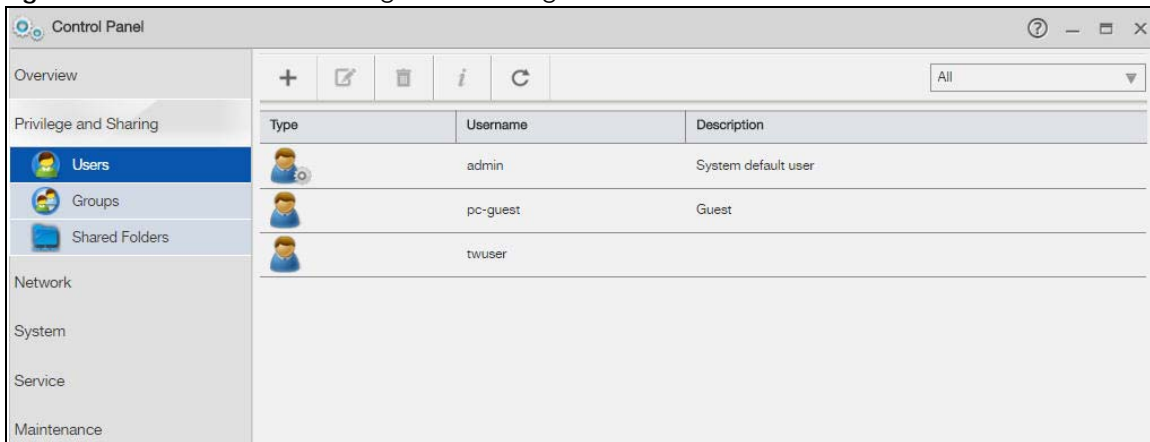 Control Panel
Overview
All
Privilege and Sharing
Type Username Description
Users
admin System default user
Groups
pc-guest Guest
Shared Folders
twuser
Network
System
Service
Maintenance